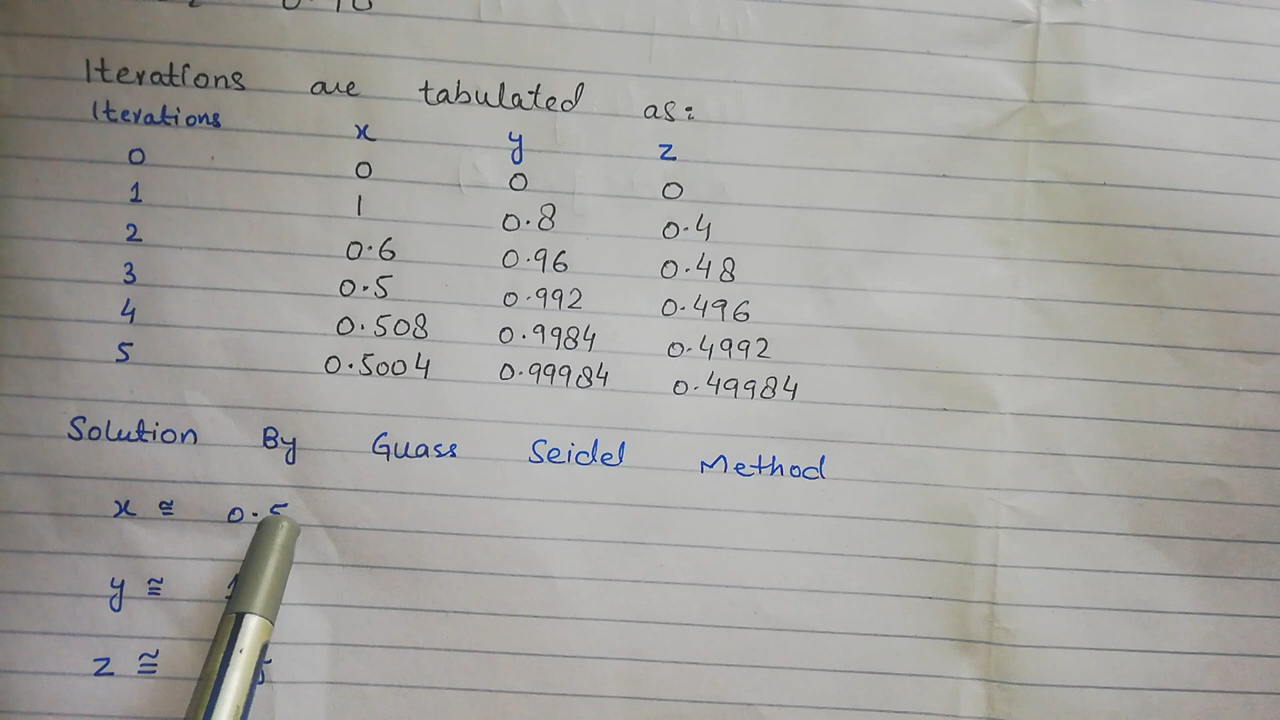 Iterations are tabulated as:
Iterations x y z
0 0 0 0
1 1 0.8 0.4
2 0.6 0.96 0.48
3 0.5 0.992 0.496
4 0.508 0.9984 0.4992
5 0.5004 0.99984 0.49984
Solution By Guass Seidel Method
x ≅ 0.5
y ≅
z ≅